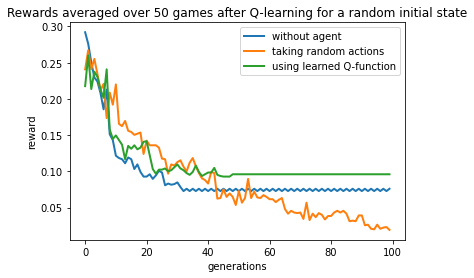 Rewards averaged over 50 games after Q-learning for a random initial state
without agent
taking random actions
using learned Q-function
reward
0.30
0.25
0.20
0.15
0.10
0.05
0
20
40
60
80
100
generations